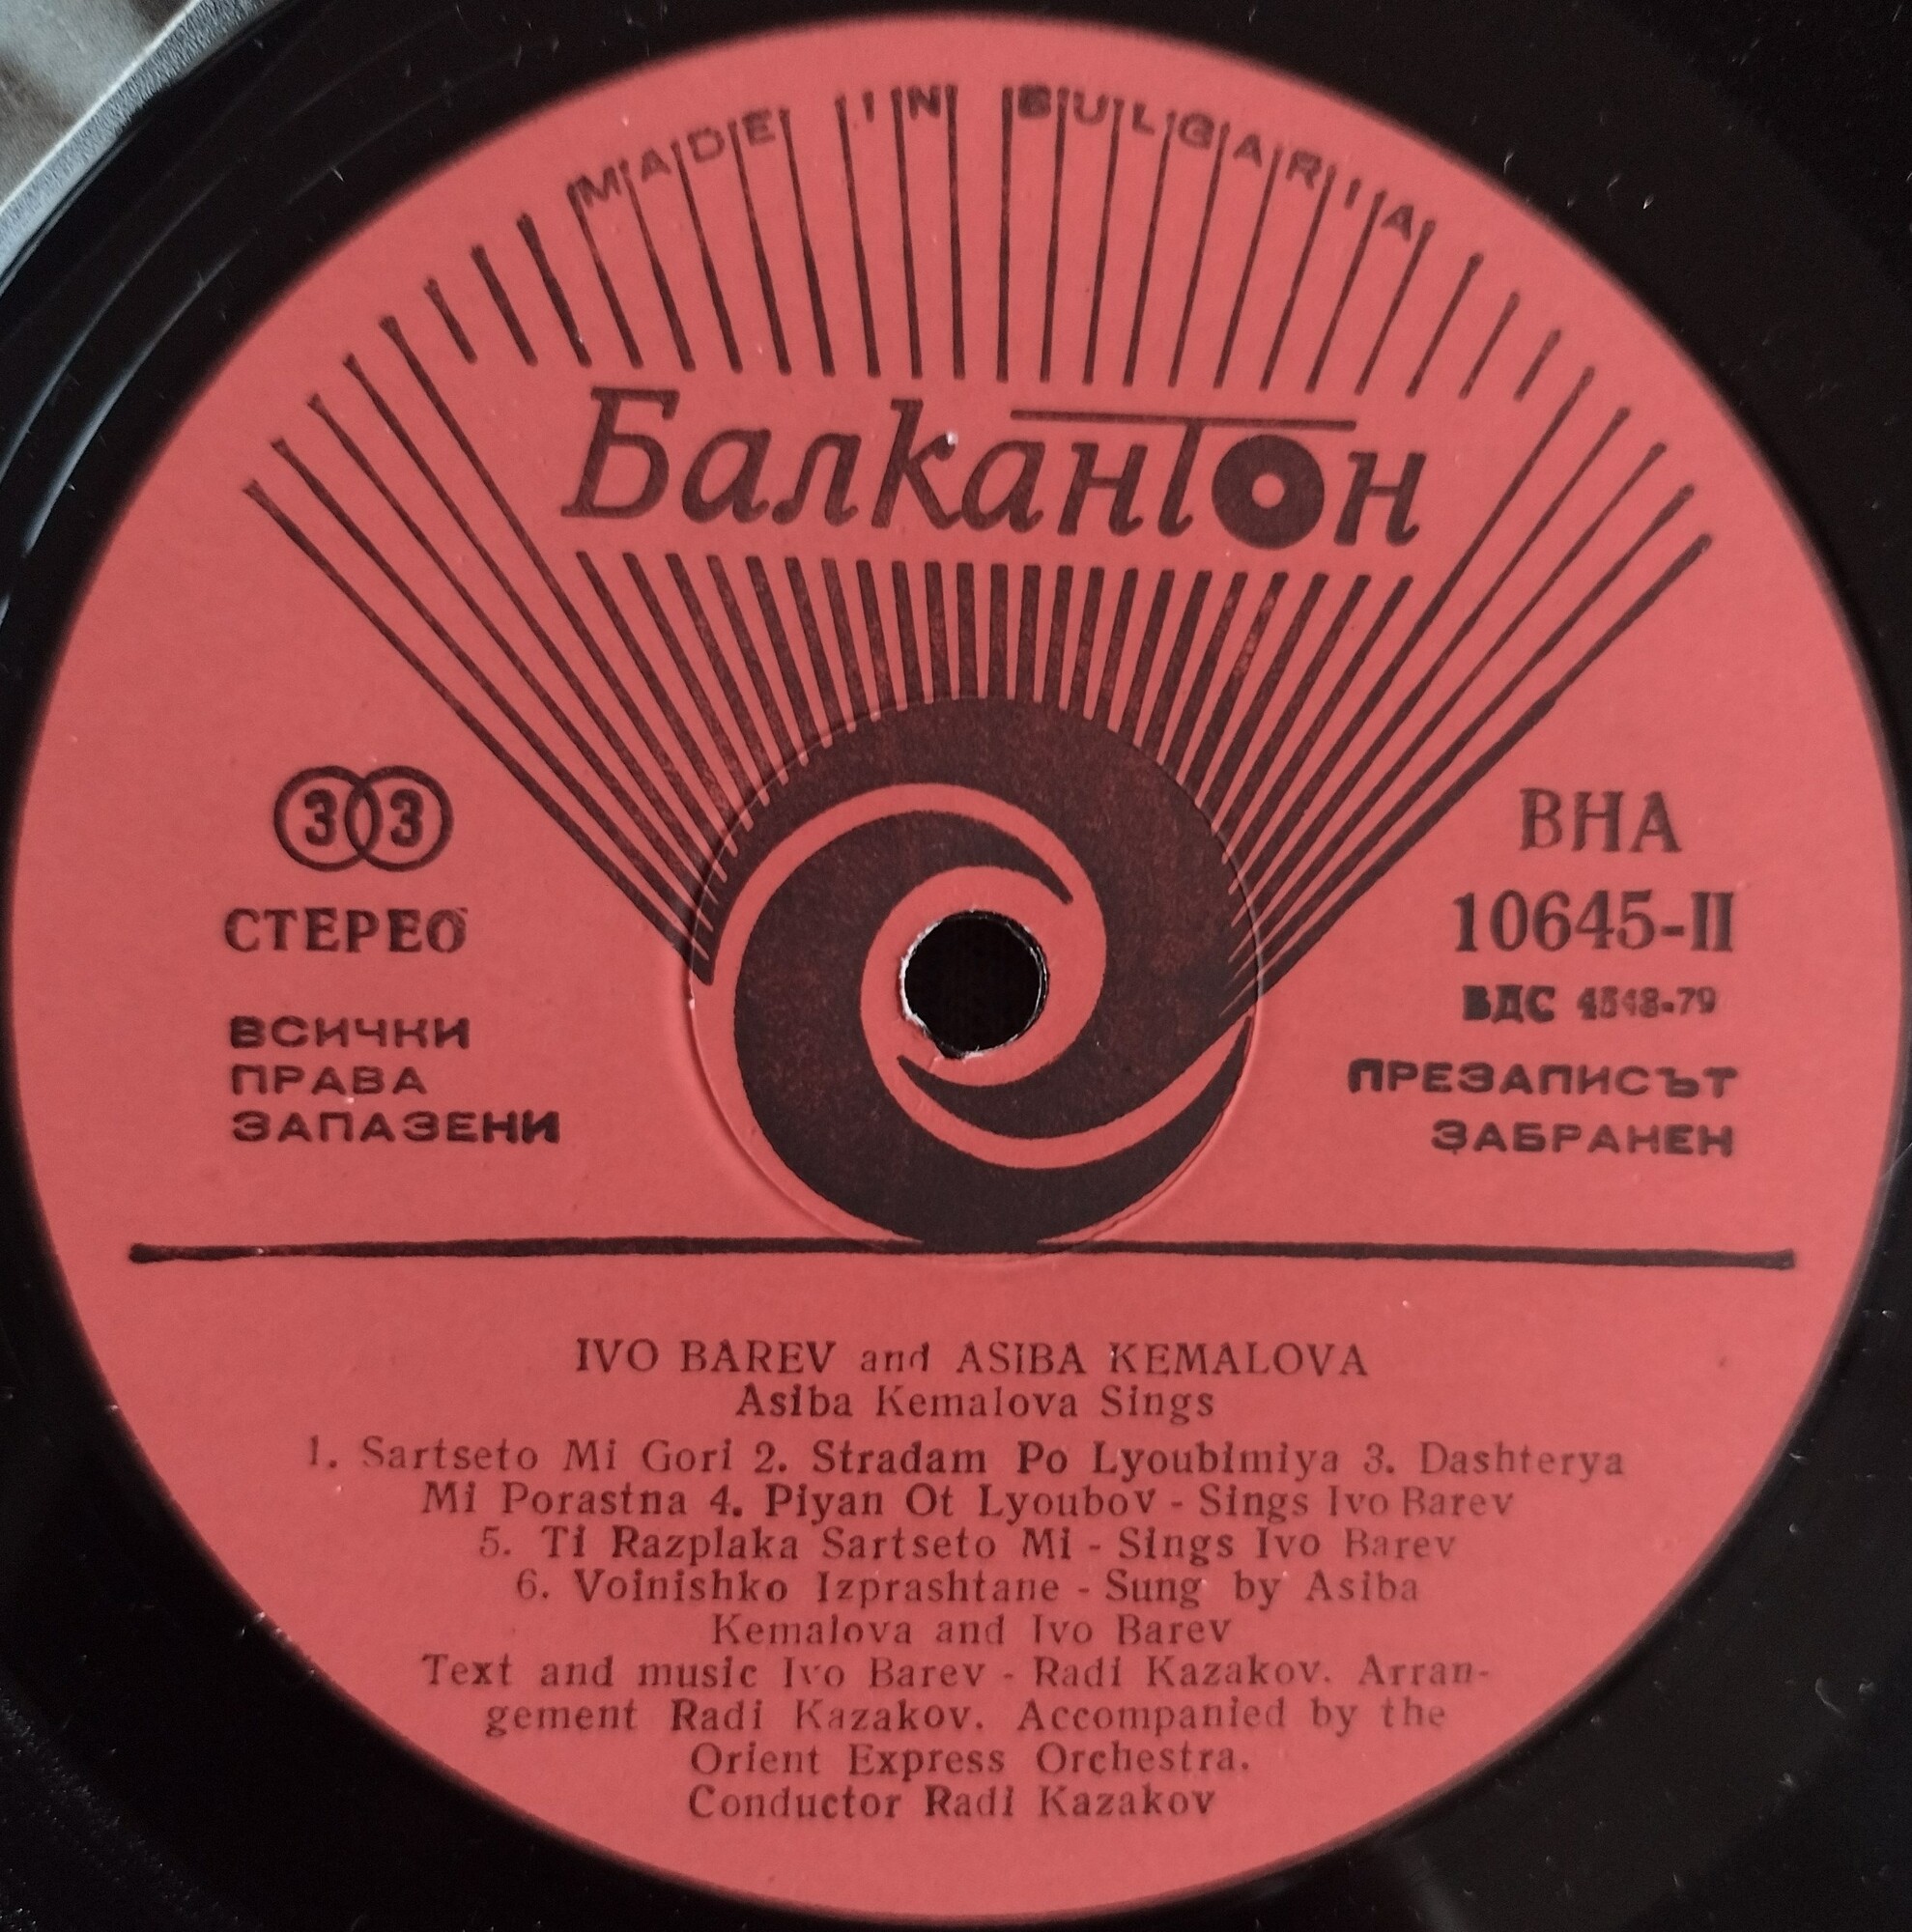 MADE IN BULGARIA
Балкантон
33
СТЕРЕО
ВСИЧКИ
ПРАВА
ЗАПАЗЕНИ
ВНА
10645-II
БДС
ПРЕЗАПИСЪТ
ЗАБРАНЕН
IVO BAREV and ASIBA KEMALOVA
Asiba Kemalova Sings
1. Sartseto Mi Gori 2. Stradam Po Lyoubimiya 3. Dashterya
Mi Porastna 4. Piyan Ot Lyoubov - Sings Ivo Barev
5. Ti Razplaka Sartseto Mi - Sings Ivo Barev
6. Voinishko Izprashtane - Sung by Asiba
Kemalova and Ivo Barev
Text and music Ivo Barev - Radi Kazakov. Arran-
gement Radi Kazakov. Accompanied by the
Orient Express Orchestra.
Conductor Radi Kazakov